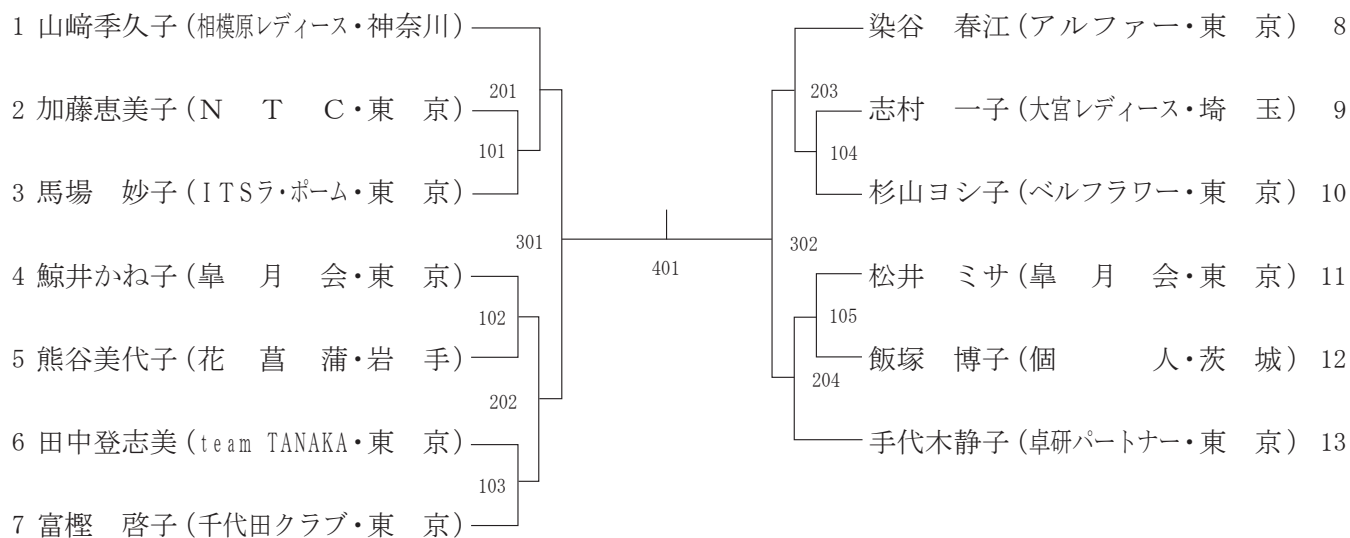 1 山﨑季久子(相模原レディース・神奈川)
201
2 加藤恵美子(N T C・東 京)
101
3 馬場 妙子(ITSラ・ポーム・東 京)
301
4 鯨井かね子(皐 月 会・東 京)
102
5 熊谷美代子(花 菖 蒲・岩 手)
202
6 田中登志美(team TANAKA・東 京)
103
7 富樫 啓子(千代田クラブ・東 京)
401
染谷 春江(アルファー・東 京) 8
203
志村 一子(大宮レディース・埼 玉) 9
104
杉山ヨシ子(ベルフラワー・東 京) 10
302
松井 ミサ(皐 月 会・東 京) 11
105
飯塚 博子(個 人・茨 城) 12
204
手代木静子(卓研パートナー・東 京) 13